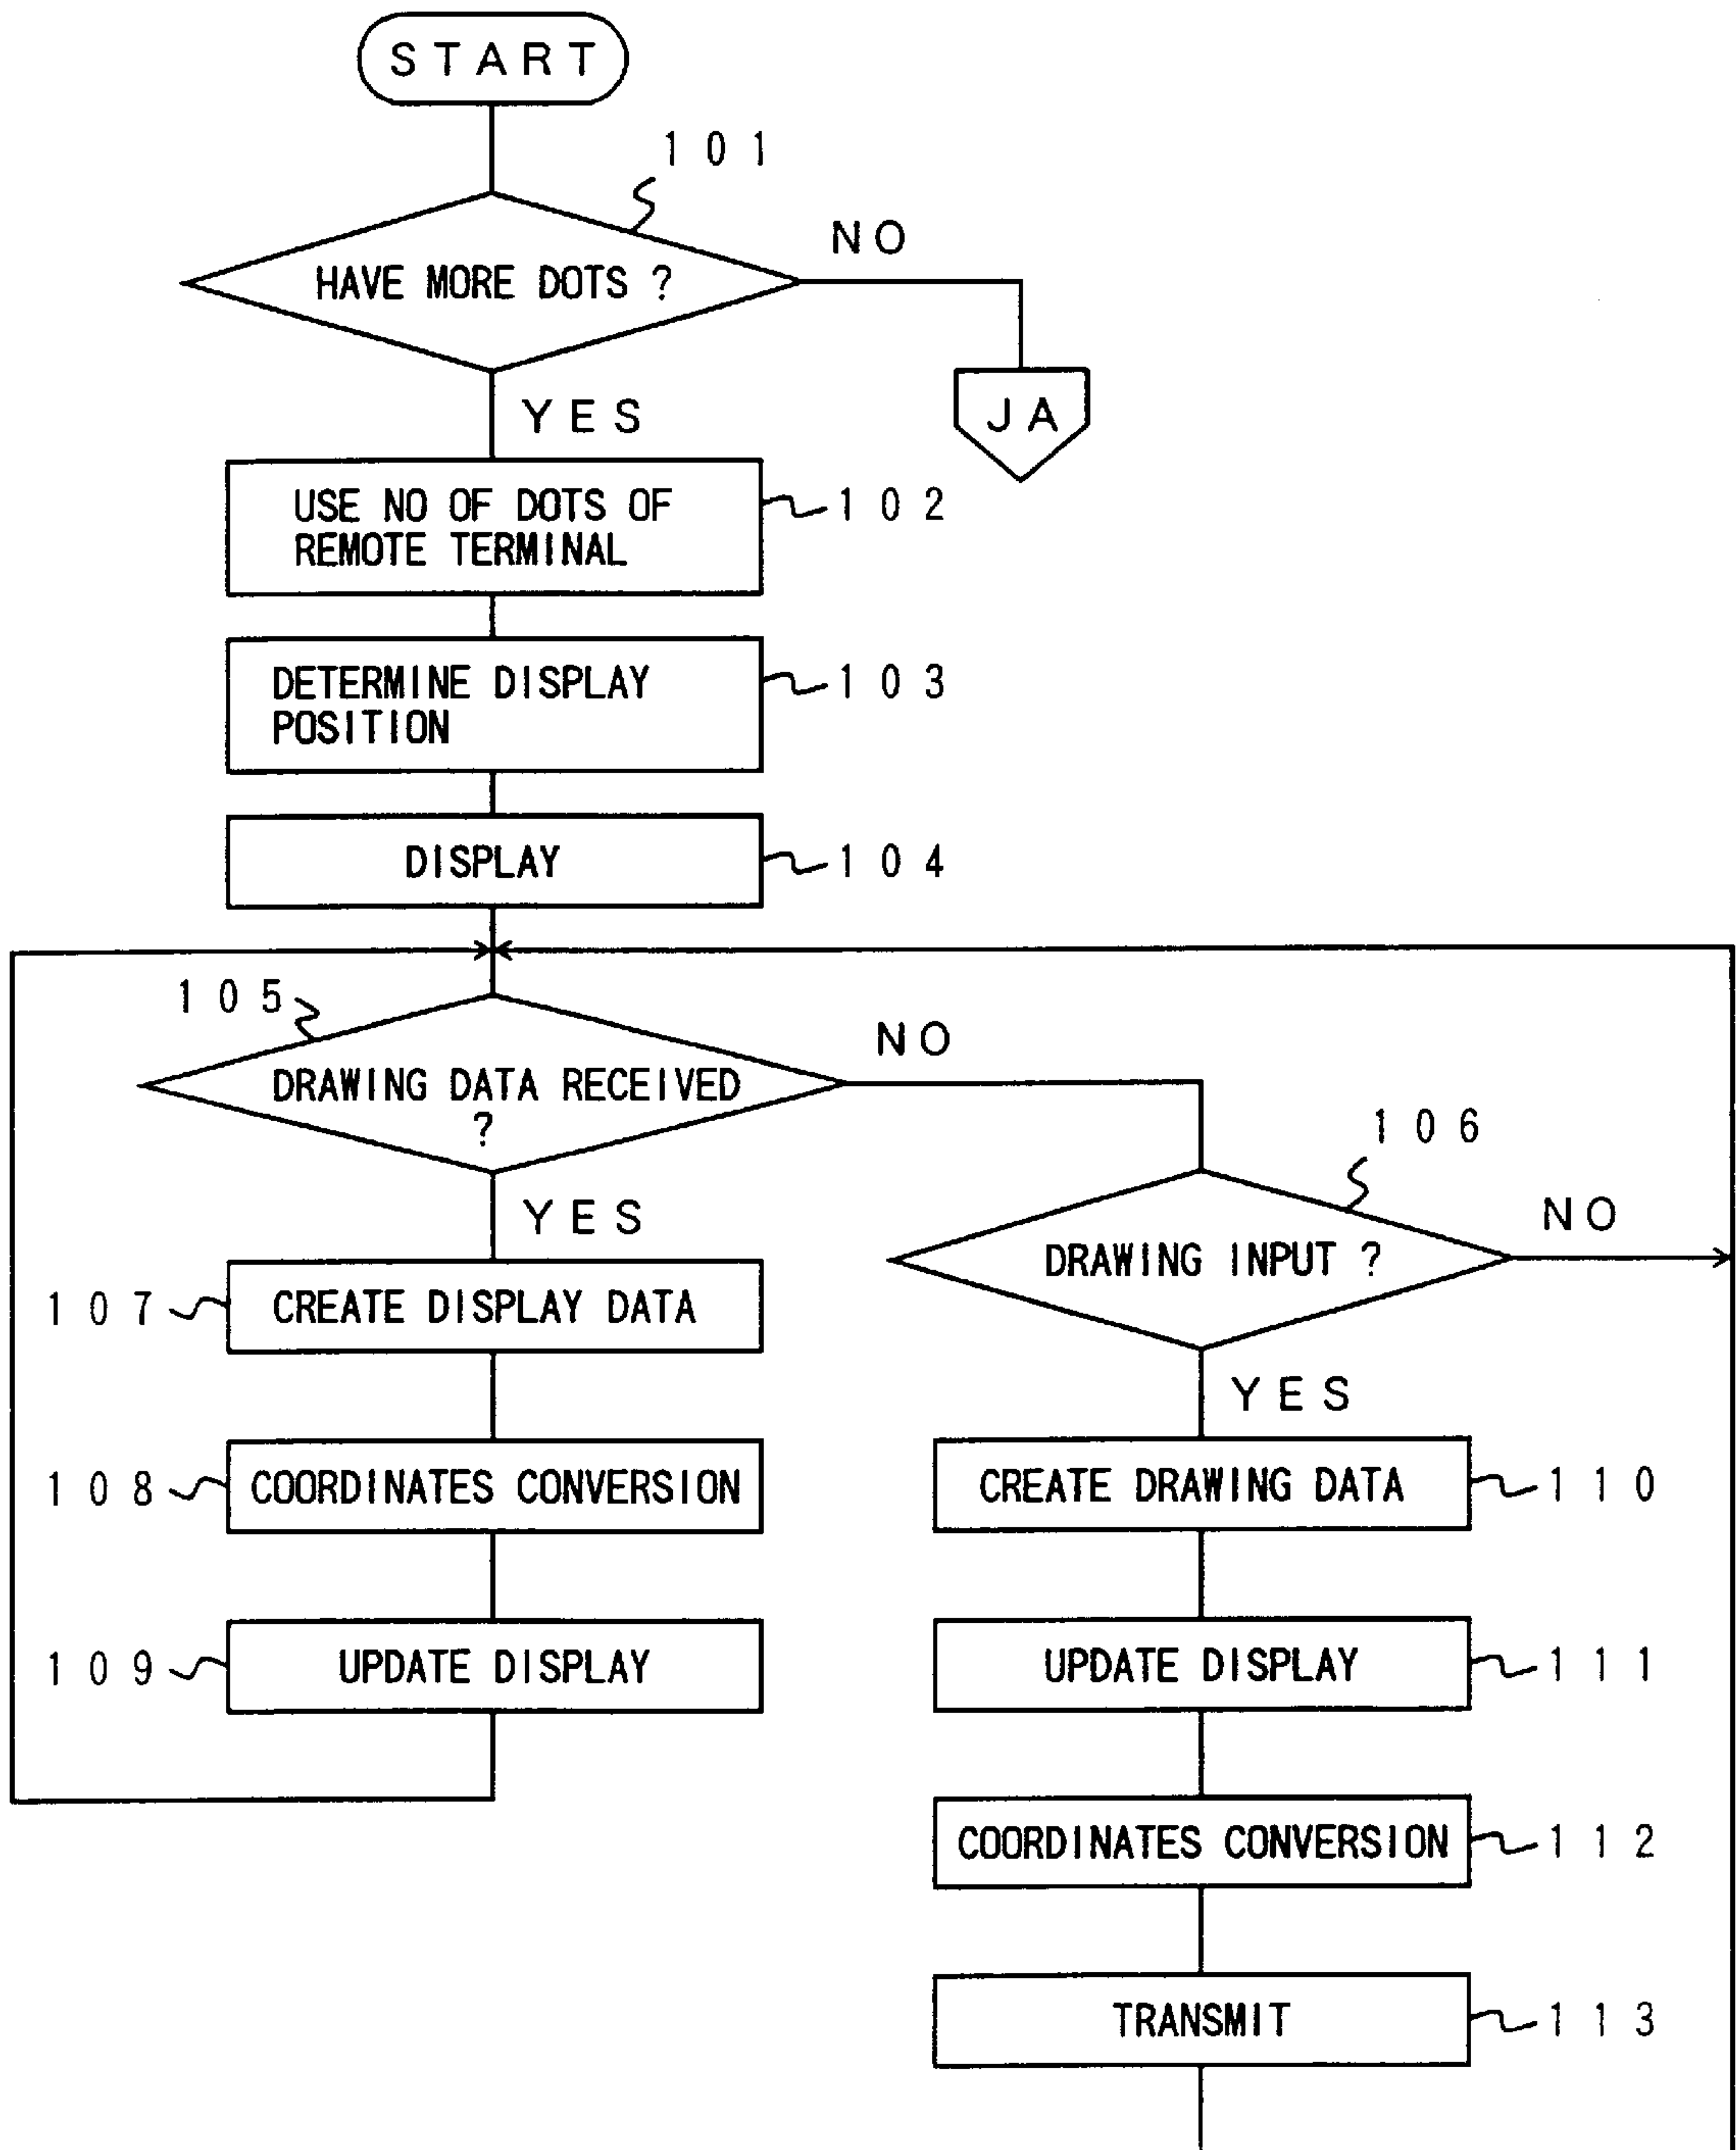 START
101
HAVE MORE DOTS ?
NO
JA
YES
USE NO OF DOTS OF
REMOTE TERMINAL
102
DETERMINE DISPLAY
POSITION
103
DISPLAY
104
105
DRAWING DATA RECEIVED
?
NO
106
DRAWING INPUT ?
NO
YES
107
CREATE DISPLAY DATA
108
COORDINATES CONVERSION
109
UPDATE DISPLAY
YES
CREATE DRAWING DATA
110
UPDATE DISPLAY
111
COORDINATES CONVERSION
112
TRANSMIT
113